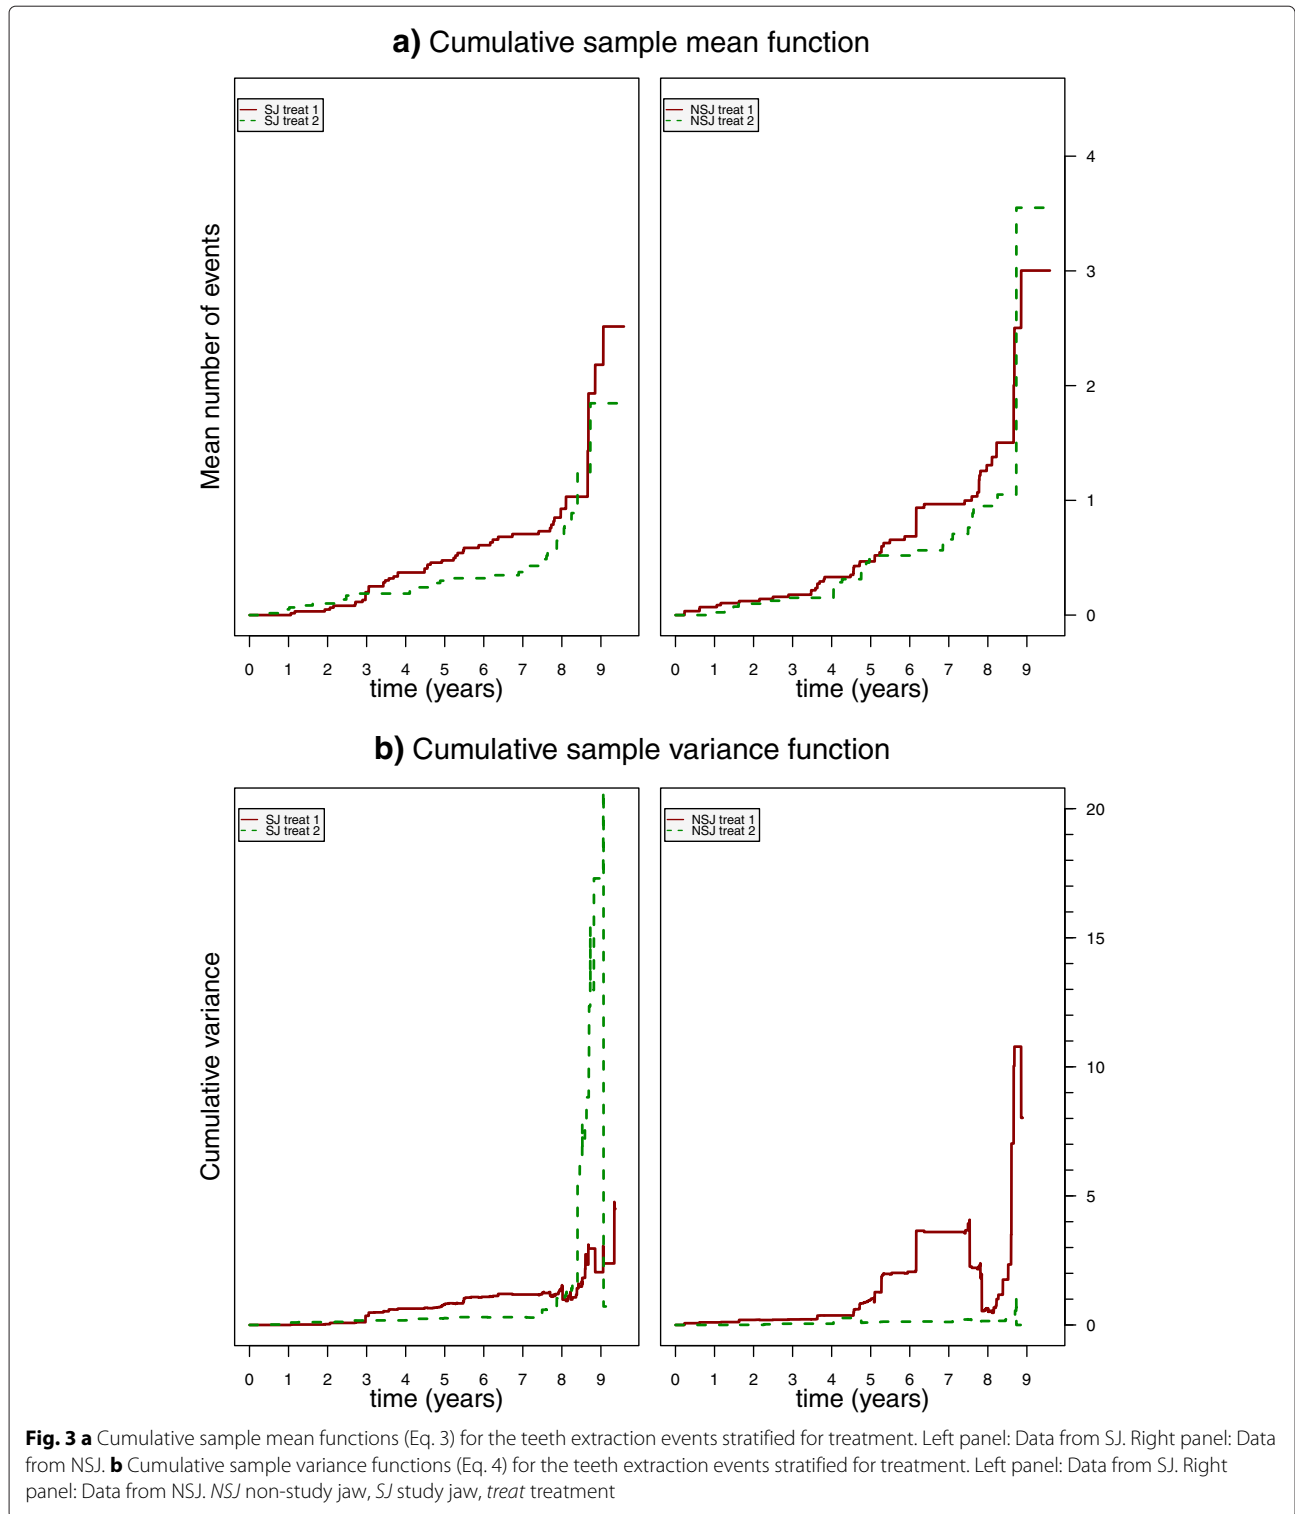 a) Cumulative sample mean function
SJ treat 1
SJ treat 2
NSJ treat 1
NSJ treat 2
Mean number of events
4
3
2
1
0
0 1 2 3 4 5 6 7 8 9
0 1 2 3 4 5 6 7 8 9
time (years)
time (years)
b) Cumulative sample variance function
SJ treat 1
SJ treat 2
NSJ treat 1
NSJ treat 2
Cumulative variance
20
15
10
5
0
0 1 2 3 4 5 6 7 8 9
0 1 2 3 4 5 6 7 8 9
time (years)
time (years)
Fig. 3 a Cumulative sample mean functions (Eq. 3) for the teeth extraction events stratified for treatment. Left panel: Data from SJ. Right panel: Data
from NSJ. b Cumulative sample variance functions (Eq. 4) for the teeth extraction events stratified for treatment. Left panel: Data from SJ. Right
panel: Data from NSJ. NSJ non-study jaw, SJ study jaw, treat treatment